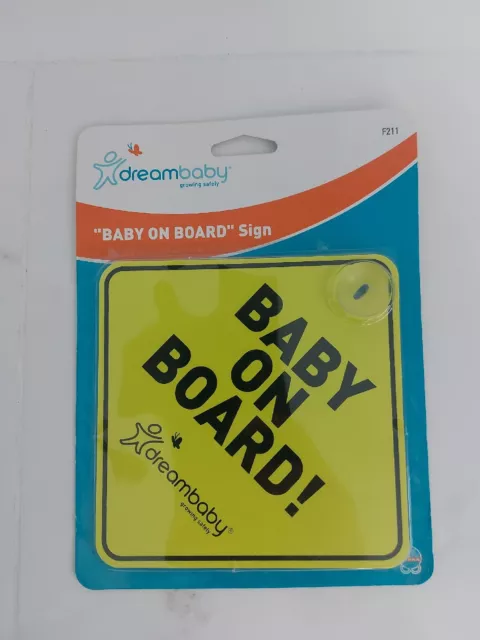 F211
dreambaby
growing safely
"BABY ON BOARD" Sign
BABY
ON
BOARD!
dreambaby®
growing safely